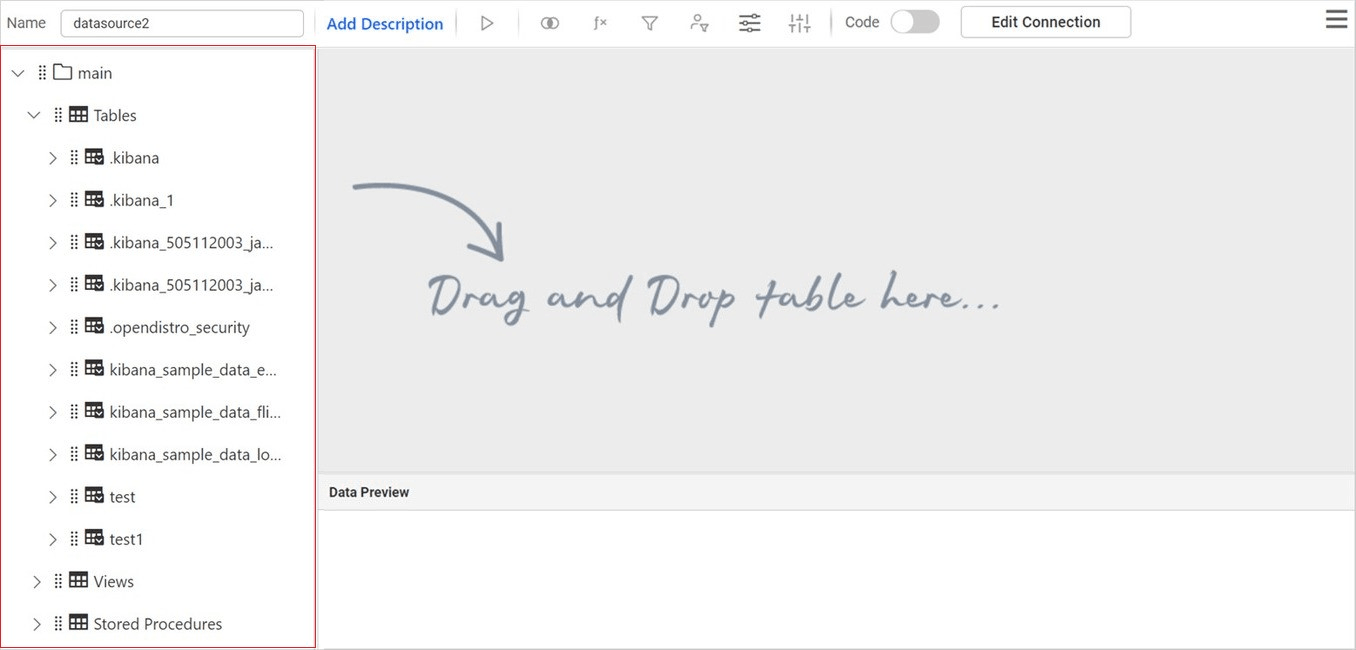 Name datasource2 Add Description Code Edit Connection
main
Tables
.kibana
.kibana_1
.kibana_505112003_ja...
.kibana_505112003_ja...
.opendistro_security
kibana_sample_data_e...
kibana_sample_data_fli...
kibana_sample_data_lo...
test
test1
Views
Stored Procedures
Drag and Drop table here...
Data Preview